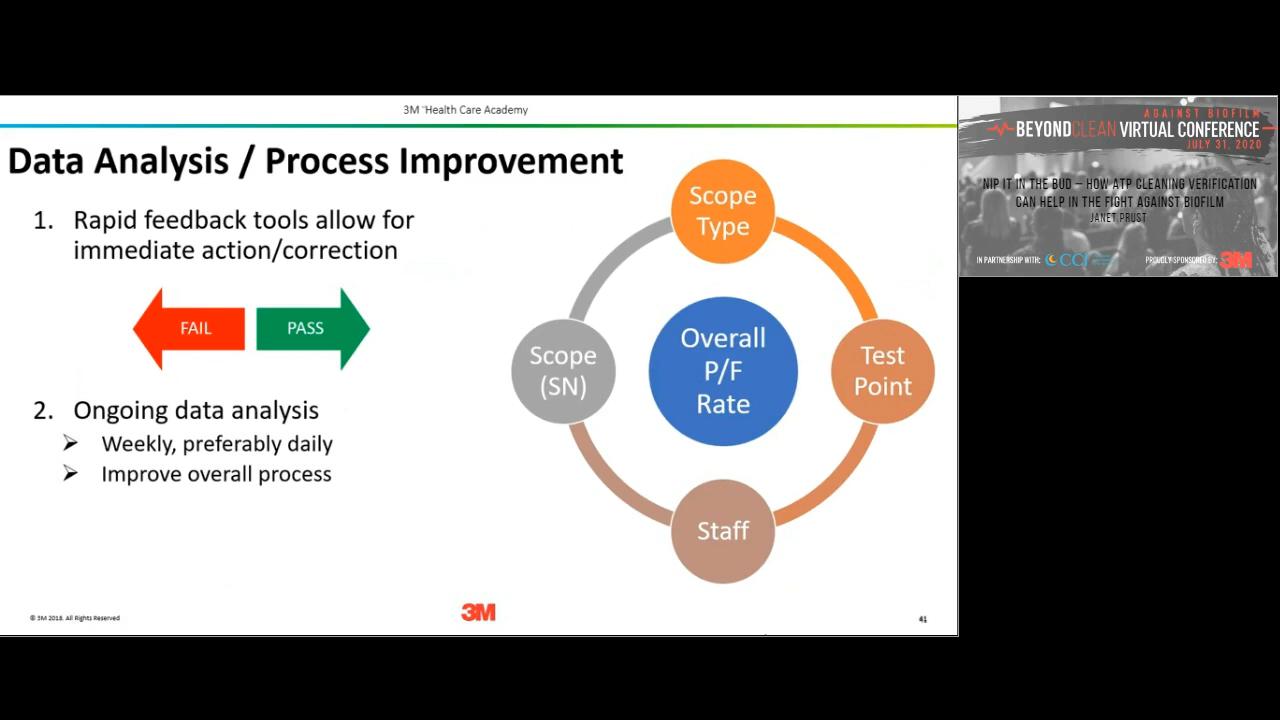 3M ™Health Care Academy
Data Analysis / Process Improvement
1. Rapid feedback tools allow for
immediate action/correction
FAIL
PASS
2. Ongoing data analysis
➢ Weekly, preferably daily
➢ Improve overall process
Scope
Type
Scope
(SN)
Overall
P/F
Rate
Test
Point
Staff
© 3M 2018. All Rights Reserved
3M
41
AGAINST BIOFILM
BEYONDCLEAN VIRTUAL CONFERENCE
JULY 31, 2020
NIP IT IN THE BUD – HOW ATP CLEANING VERIFICATION
CAN HELP IN THE FIGHT AGAINST BIOFILM
JANET PRUST
IN PARTNERSHIP WITH:
PROUDLY SPONSORED BY: 3M